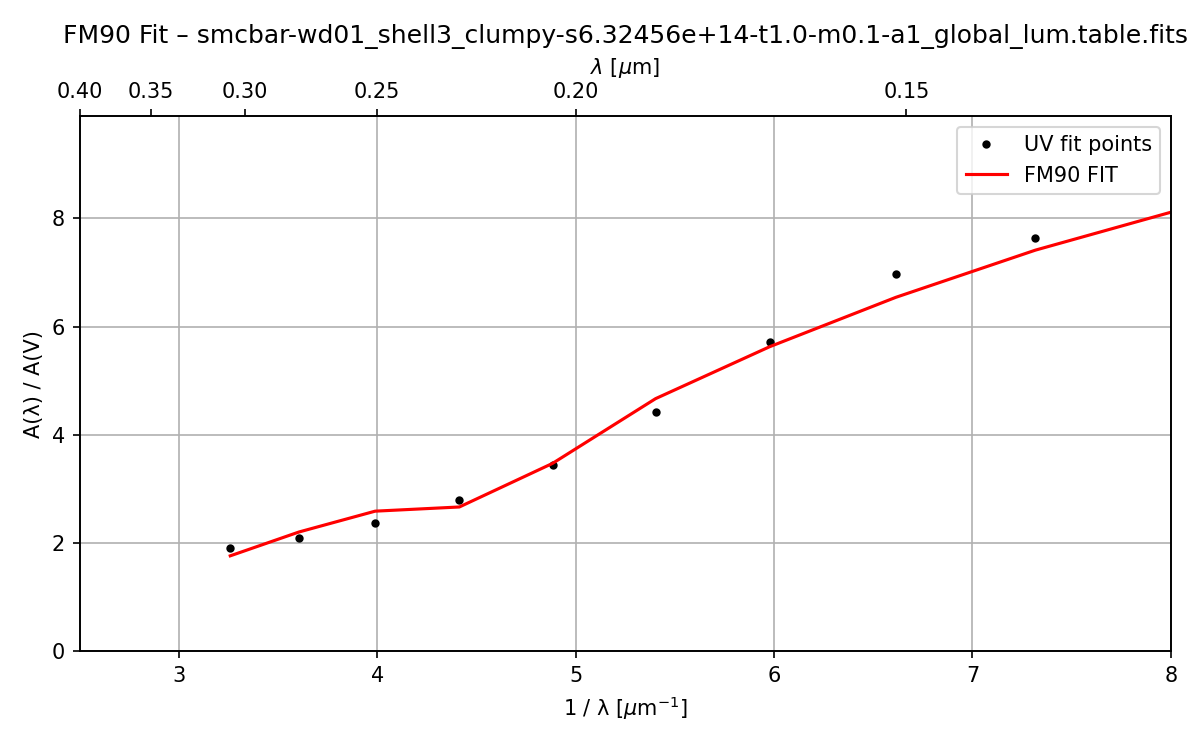 FM90 Fit – smcbar-wd01_shell3_clumpy-s6.32456e+14-t1.0-m0.1-a1_global_lum.table.fits
λ [μm]
0.40 0.35 0.30 0.25 0.20 0.15
UV fit points
FM90 FIT
8
6
4
2
0
A(λ) / A(V)
3 4 5 6 7 8
1 / λ [μm⁻¹]